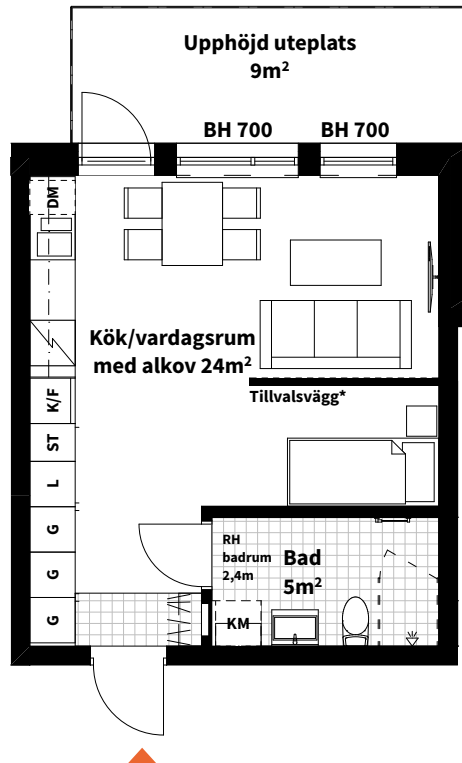 Upphöjd uteplats
9m²
BH 700
BH 700
DM
Kök/vardagsrum
med alkov 24m²
Tillvalsvägg*
K/F
ST
L
G
G
G
RH
badrum
2,4m
Bad
5m²
KM